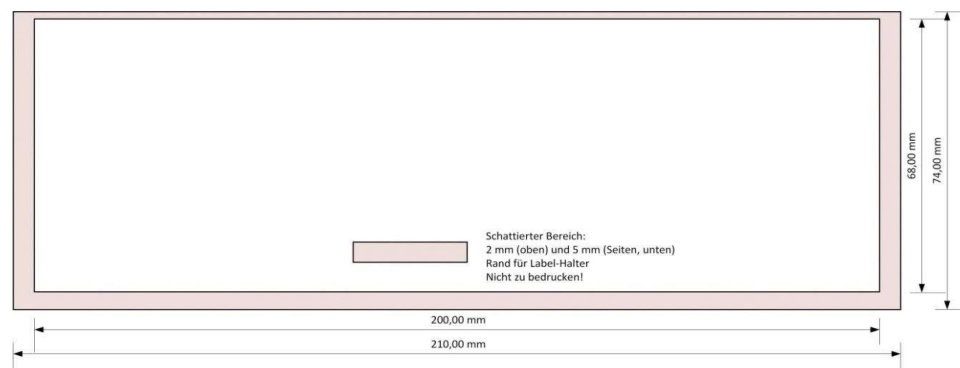 Schattierter Bereich:
2 mm (oben) und 5 mm (Seiten, unten)
Rand für Label-Halter
Nicht zu bedrucken!
68,00 mm
74,00 mm
200,00 mm
210,00 mm